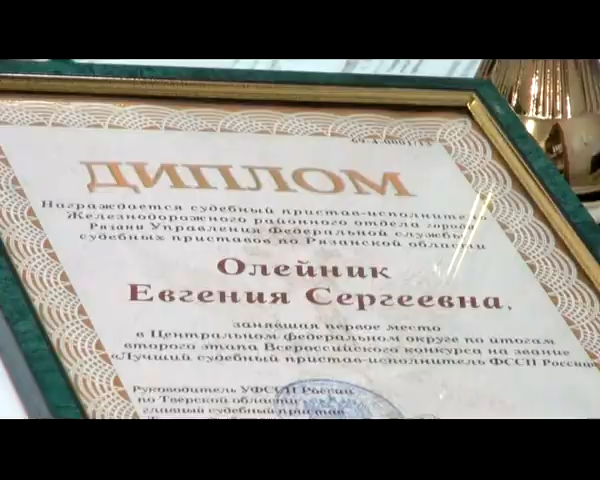 ДИПЛОМ
Награждается судебный пристав-исполнитель
Железнодорожного районного отдела города
Рязани Управления Федеральной службы
судебных приставов по Рязанской области
Олейник
Евгения Сергеевна,
занявшая первое место
в Центральном федеральном округе по итогам
второго этапа Всероссийского конкурса на звание
«Лучший судебный пристав-исполнитель ФССП России»
Руководитель УФССП России
по Тверской области
главный судебный пристав